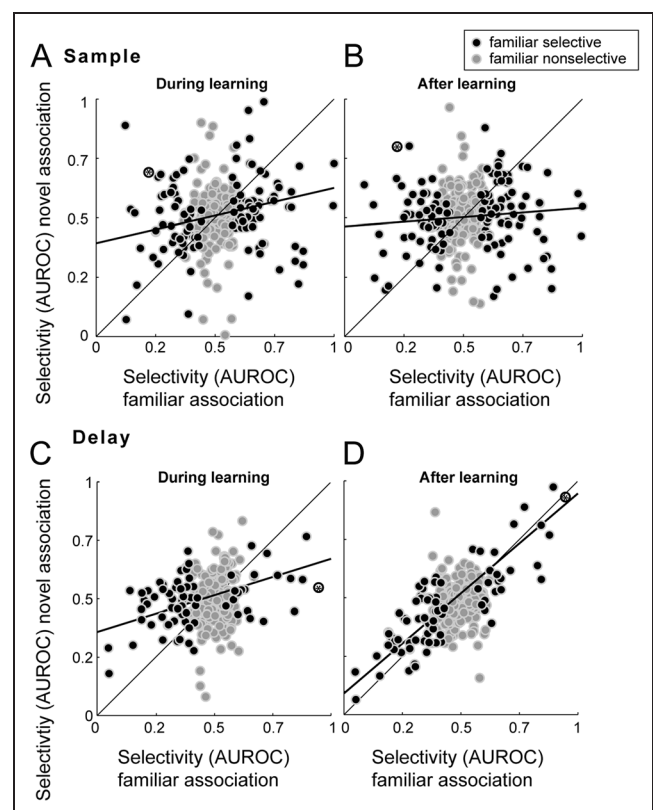 familiar selective
familiar nonselective
A Sample
B
During learning
After learning
Selectivtiy (AUROC) novel association
1
0.7
0.5
0.2
0
0 0.2 0.5 0.7 1
0 0.2 0.5 0.7 1
Selectivity (AUROC)
familiar association
Selectivity (AUROC)
familiar association
Delay
C
D
During learning
After learning
Selectivtiy (AUROC) novel association
1
0.7
0.5
0.2
0
0 0.2 0.5 0.7 1
0 0.2 0.5 0.7 1
Selectivity (AUROC)
familiar association
Selectivity (AUROC)
familiar association